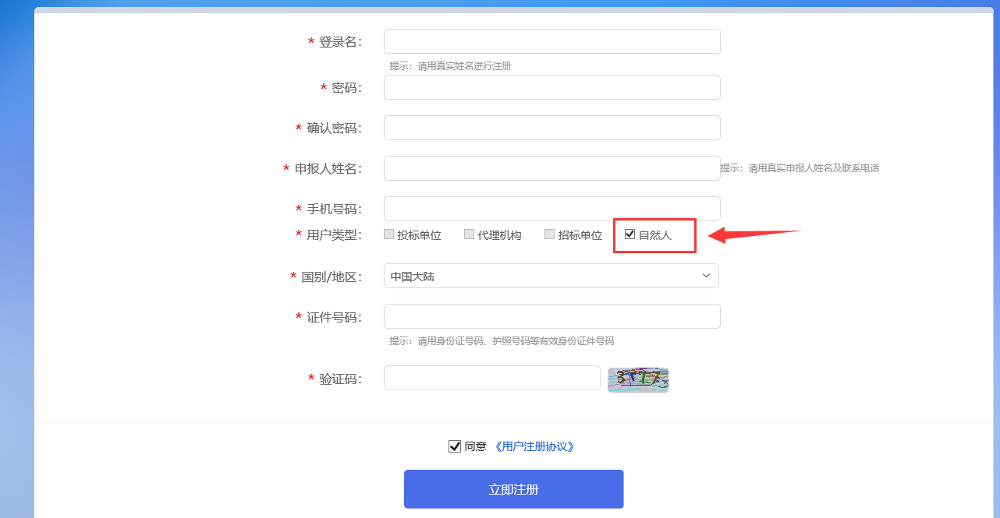 * 登录名：
提示：请用真实姓名进行注册
* 密码：
* 确认密码：
* 申报人姓名： 提示：请用真实申报人姓名及联系电话
* 手机号码：
* 用户类型： 投标单位 代理机构 招标单位 自然人
* 国别/地区： 中国大陆
* 证件号码：
提示：请用身份证号码、护照号码等有效身份证件号码
* 验证码：
同意 《用户注册协议》
立即注册